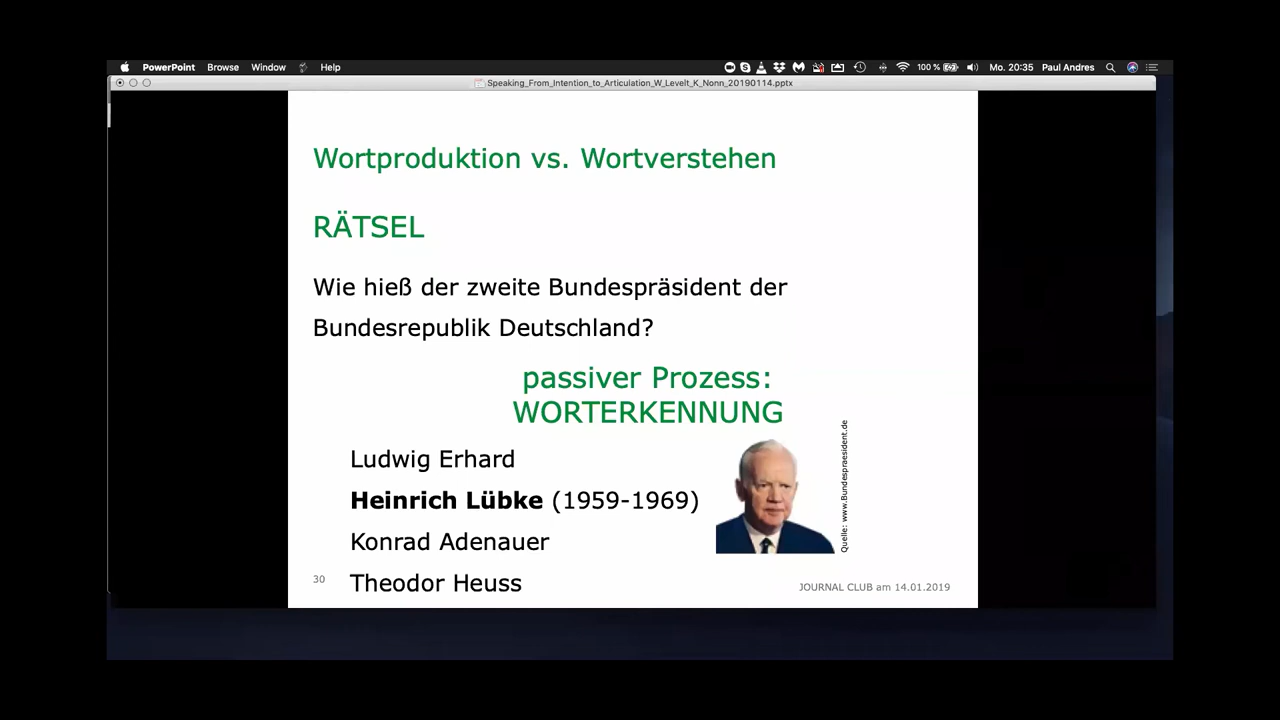 PowerPoint Browse Window Help 100 % Mo. 20:35 Paul Andres
Speaking_From_Intention_to_Articulation_W_Levelt_K_Nonn_20190114.pptx
Wortproduktion vs. Wortverstehen
RÄTSEL
Wie hieß der zweite Bundespräsident der
Bundesrepublik Deutschland?
passiver Prozess:
WORTERKENNUNG
Ludwig Erhard
Heinrich Lübke (1959-1969)
Konrad Adenauer
Theodor Heuss
Quelle: www.Bundespraesident.de
30
JOURNAL CLUB am 14.01.2019